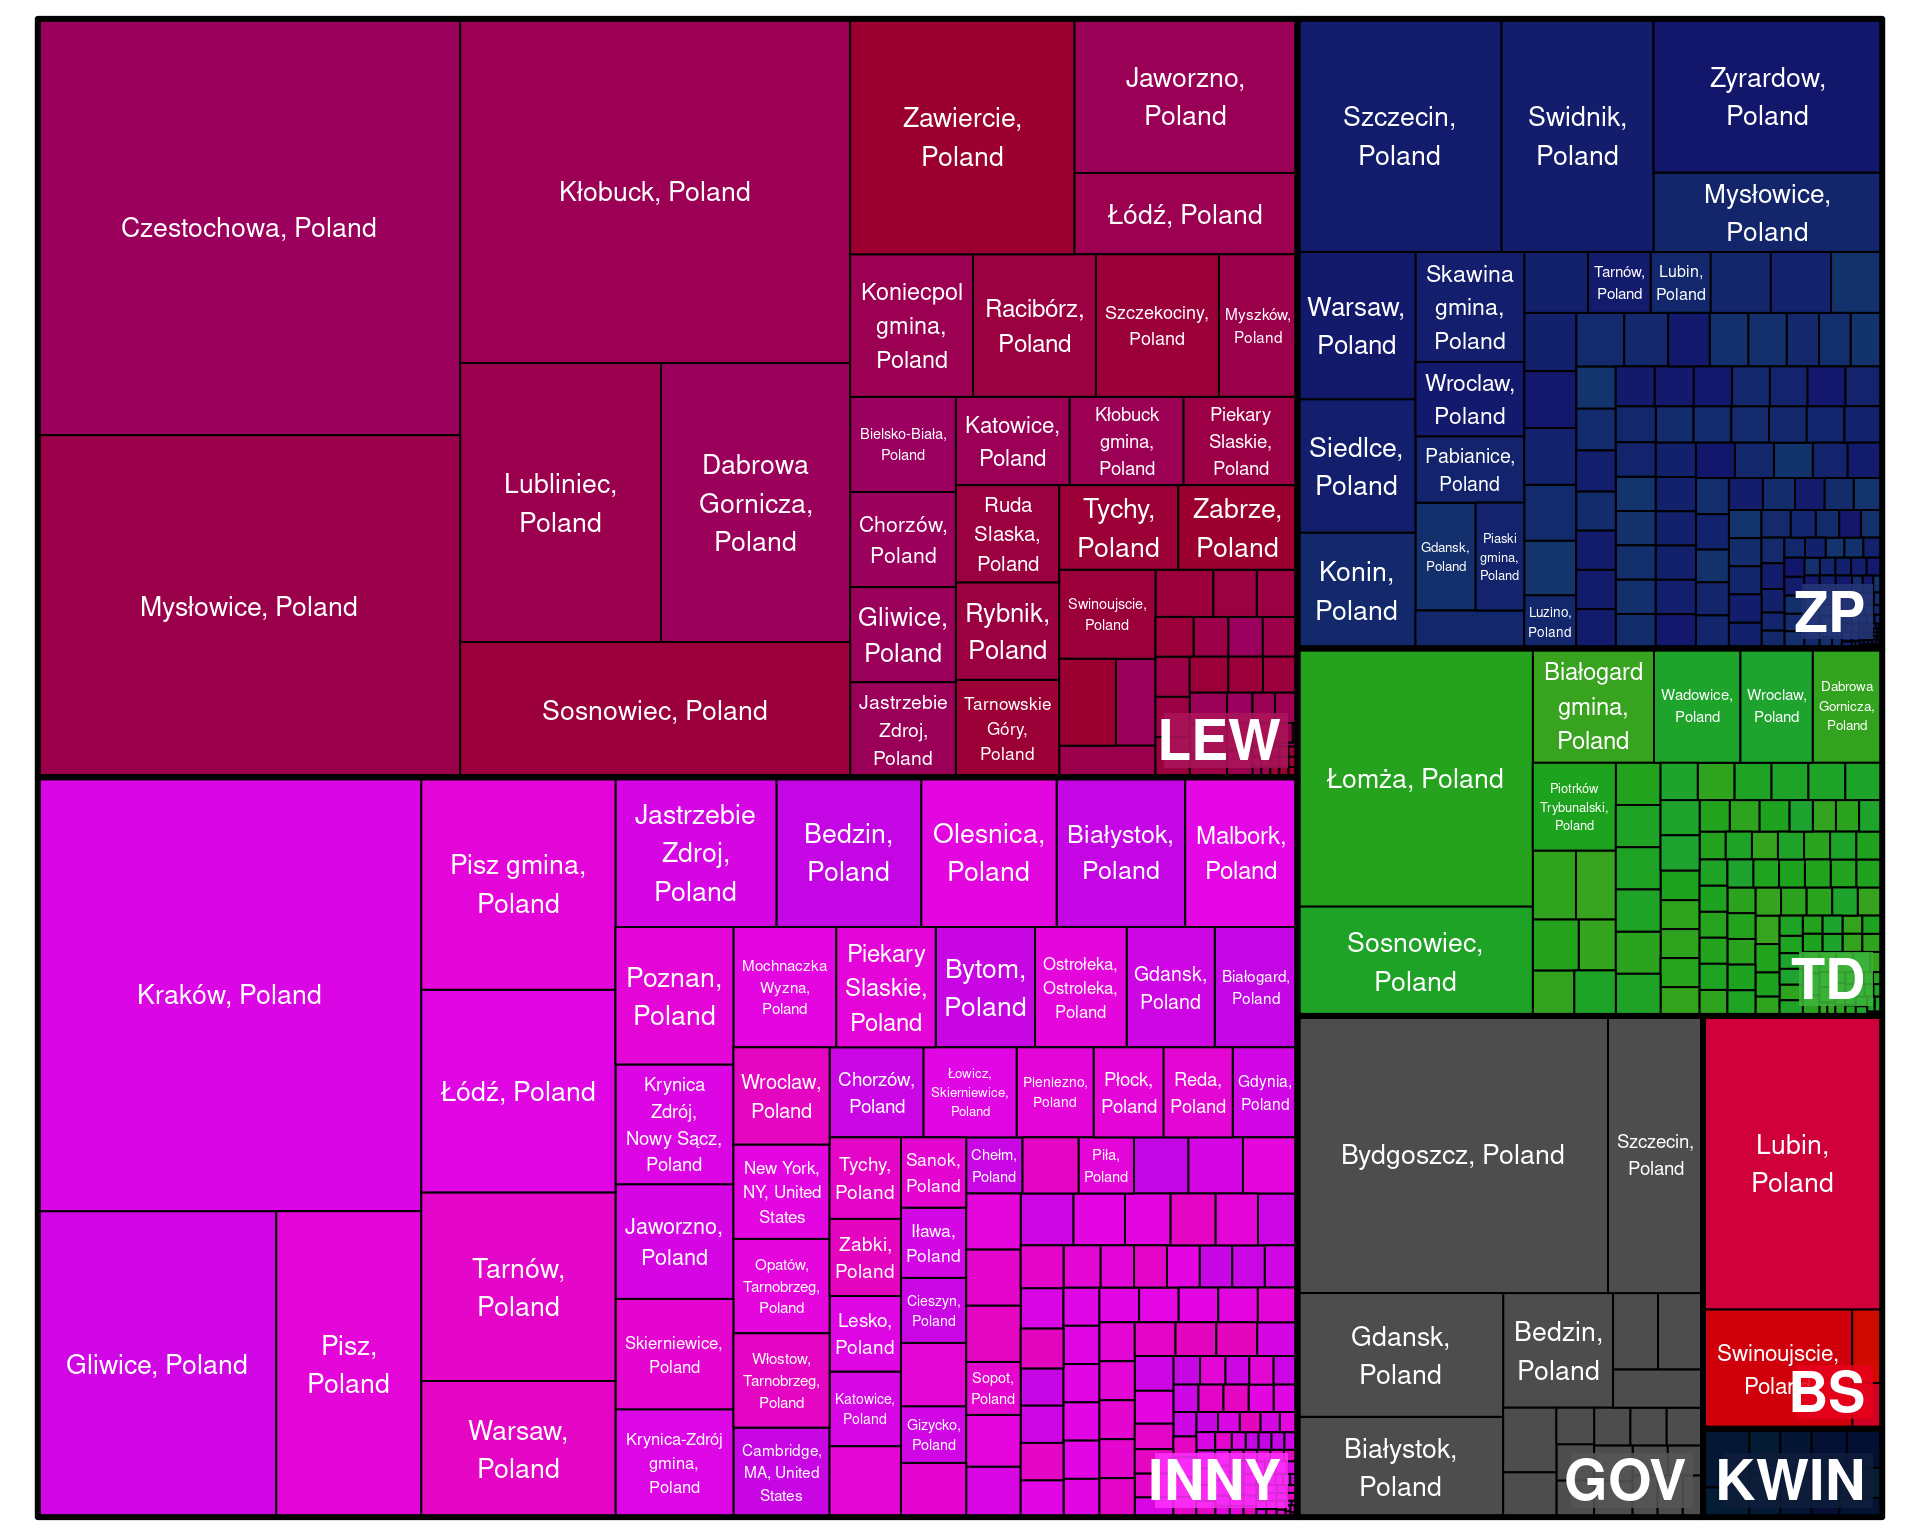 Czestochowa, Poland
Mysłowice, Poland
Kłobuck, Poland
Lubliniec,
Poland
Dabrowa
Gornicza,
Poland
Sosnowiec, Poland
Zawiercie,
Poland
Jaworzno,
Poland
Łódź, Poland
Koniecpol
gmina,
Poland
Racibórz,
Poland
Szczekociny,
Poland
Myszków,
Poland
Bielsko-Biała,
Poland
Katowice,
Poland
Kłobuck
gmina,
Poland
Piekary
Slaskie,
Poland
Chorzów,
Poland
Ruda
Slaska,
Poland
Tychy,
Poland
Zabrze,
Poland
Gliwice,
Poland
Rybnik,
Poland
Swinoujscie,
Poland
Jastrzebie
Zdroj,
Poland
Tarnowskie
Góry,
Poland
LEW
Szczecin,
Poland
Swidnik,
Poland
Zyrardow,
Poland
Mysłowice,
Poland
Warsaw,
Poland
Skawina
gmina,
Poland
Tarnów,
Poland
Lubin,
Poland
Wroclaw,
Poland
Siedlce,
Poland
Pabianice,
Poland
Konin,
Poland
Gdansk,
Poland
Piaski
gmina,
Poland
Luzino,
Poland
ZP
Łomża, Poland
Sosnowiec,
Poland
Białogard
gmina,
Poland
Wadowice,
Poland
Wroclaw,
Poland
Dabrowa
Gornicza,
Poland
Piotrków
Trybunalski,
Poland
TD
Kraków, Poland
Gliwice, Poland
Pisz,
Poland
Pisz gmina,
Poland
Łódź, Poland
Tarnów,
Poland
Warsaw,
Poland
Jastrzebie
Zdroj,
Poland
Bedzin,
Poland
Olesnica,
Poland
Białystok,
Poland
Malbork,
Poland
Poznan,
Poland
Mochnaczka
Wyzna,
Poland
Piekary
Slaskie,
Poland
Bytom,
Poland
Ostrołeka,
Ostroleka,
Poland
Gdansk,
Poland
Białogard,
Poland
Krynica
Zdrój,
Nowy Sącz,
Poland
Wroclaw,
Poland
Chorzów,
Poland
Łowicz,
Skierniewice,
Poland
Pieniezno,
Poland
Płock,
Poland
Reda,
Poland
Gdynia,
Poland
Jaworzno,
Poland
New York,
NY, United
States
Tychy,
Poland
Sanok,
Poland
Chełm,
Poland
Piła,
Poland
Opatów,
Tarnobrzeg,
Poland
Zabki,
Poland
Iława,
Poland
Skierniewice,
Poland
Włostow,
Tarnobrzeg,
Poland
Lesko,
Poland
Cieszyn,
Poland
Katowice,
Poland
Sopot,
Poland
Krynica-Zdrój
gmina,
Poland
Cambridge,
MA, United
States
Gizycko,
Poland
INNY
Bydgoszcz, Poland
Szczecin,
Poland
Gdansk,
Poland
Bedzin,
Poland
Białystok,
Poland
GOV
Lubin,
Poland
Swinoujscie,
BS
KWIN